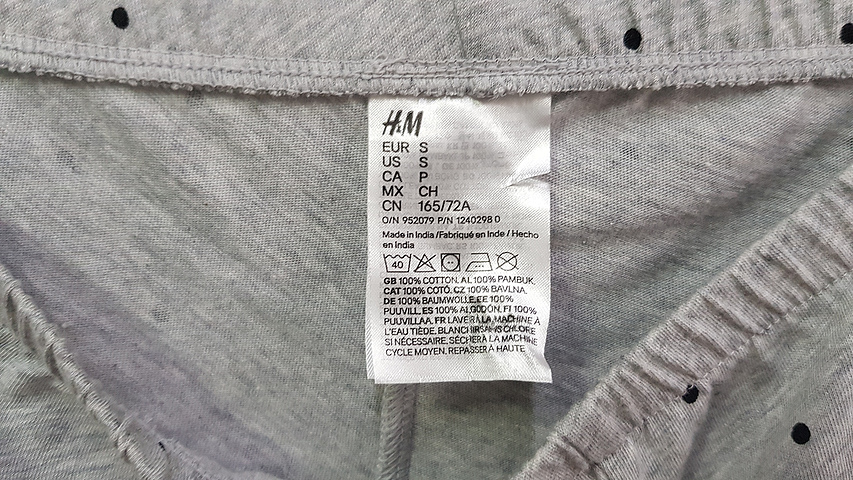 H&M
EUR S
US S
CA P
MX CH
CN 165/72A
O/N 952079 P/N 1240298 0
Made in India /Fabriqué en Inde / Hecho
en India
40
GB 100% COTTON. AL 100% PAMBUK.
CAT 100% COTÓ. CZ 100% BAVLNA.
DE 100% BAUMWOLLE. EE 100%
PUUVILL. ES 100% ALGODÓN. FI 100%
PUUVILLAA. FR LAVER À LA MACHINE À
L'EAU TIÈDE, BLANCHIR SANS CHLORE
SI NÉCESSAIRE, SÉCHER À LA MACHINE
CYCLE MOYEN. REPASSER À HAUTE